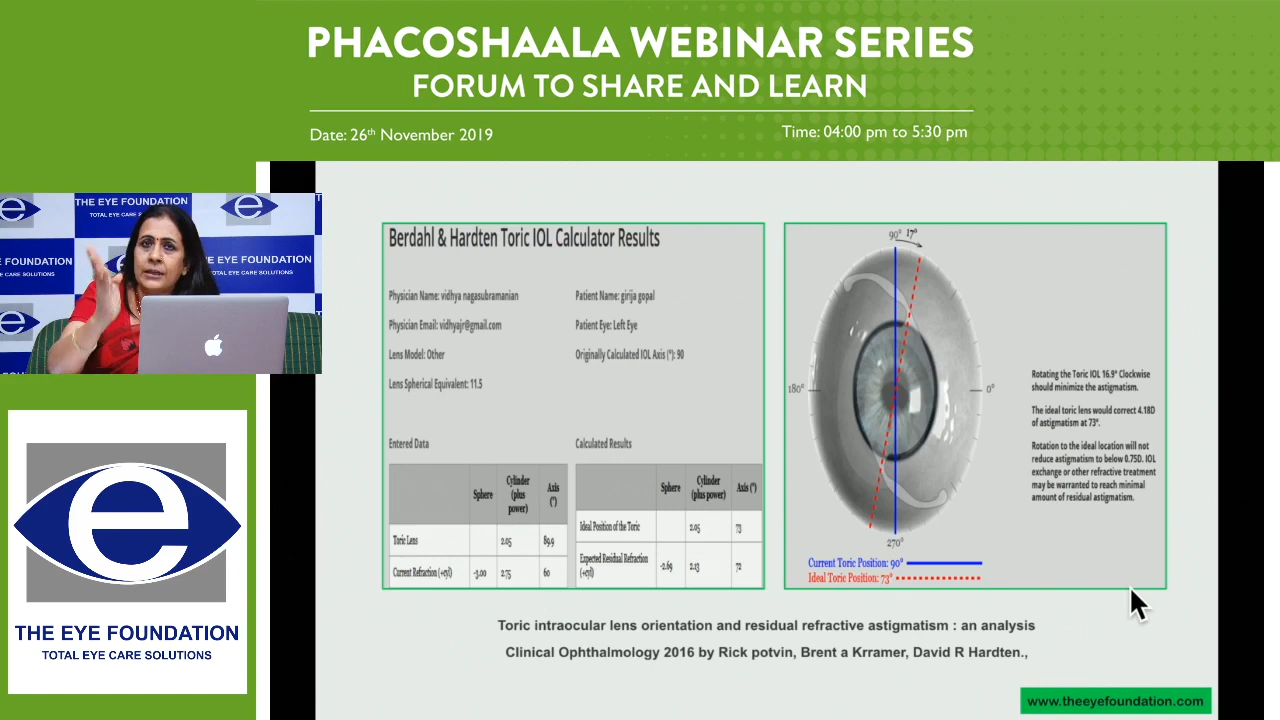 PHACOSHAALA WEBINAR SERIES
FORUM TO SHARE AND LEARN
Date: 26th November 2019
Time: 04:00 pm to 5:30 pm
THE EYE FOUNDATION
TOTAL EYE CARE SOLUTIONS
THE EYE FOUNDATION
TOTAL EYE CARE SOLUTIONS
Berdahl & Hardten Toric IOL Calculator Results
Physician Name: vidhya nagasubramanian
Patient Name: girija gopal
Physician Email: vidhyajr@gmail.com
Patient Eye: Left Eye
Lens Model: Other
Originally Calculated IOL Axis (°): 90
Lens Spherical Equivalent: 11.5
Entered Data
Sphere Cylinder (plus power) Axis (°)
Toric Lens 2.05 89.9
Current Refraction (+cyl) -3.00 2.75 60
Calculated Results
Sphere Cylinder (plus power) Axis (°)
Ideal Position of the Toric 2.05 73
Expected Residual Refraction (+cyl) -2.69 2.13 72
90° 17°
180°
0°
270°
Current Toric Position: 90°
Ideal Toric Position: 73°
Rotating the Toric IOL 16.9° Clockwise
should minimize the astigmatism.
The ideal toric lens would correct 4.18D
of astigmatism at 73°.
Rotation to the ideal location will not
reduce astigmatism to below 0.75D. IOL
exchange or other refractive treatment
may be warranted to reach minimal
amount of residual astigmatism.
Toric intraocular lens orientation and residual refractive astigmatism : an analysis
Clinical Ophthalmology 2016 by Rick potvin, Brent a Krramer, David R Hardten.,
www.theeyefoundation.com